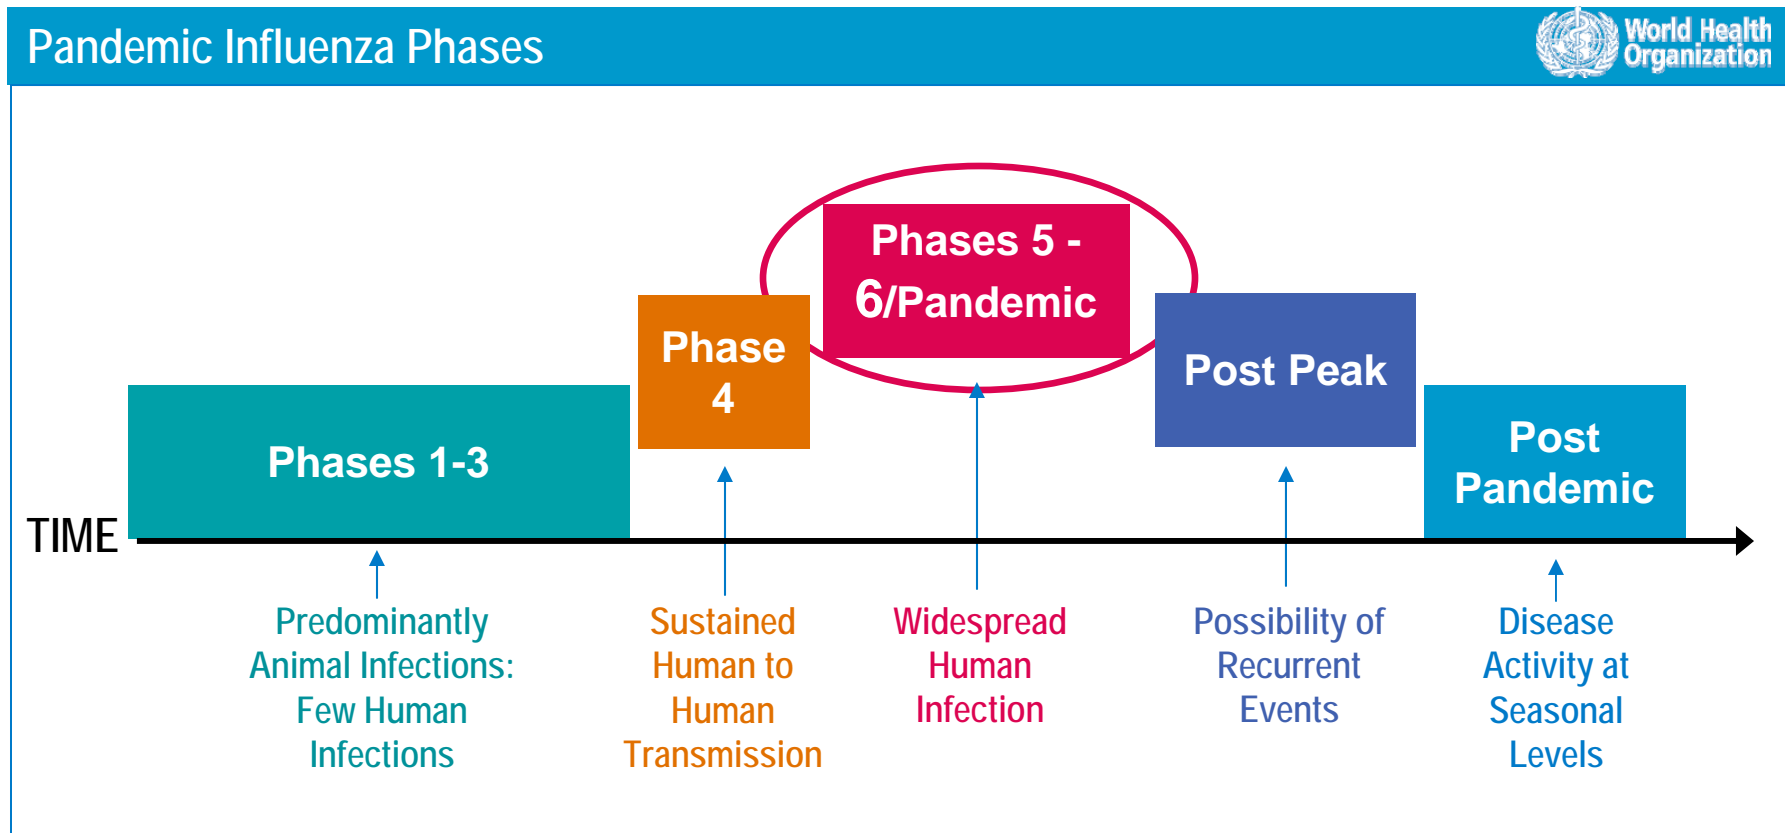 Pandemic Influenza Phases
World Health
Organization
Phases 5 -
6/Pandemic
Phase
4
Post Peak
Phases 1-3
Post
Pandemic
TIME
Predominantly
Animal Infections:
Few Human
Infections
Sustained
Human to
Human
Transmission
Widespread
Human
Infection
Possibility of
Recurrent
Events
Disease
Activity at
Seasonal
Levels